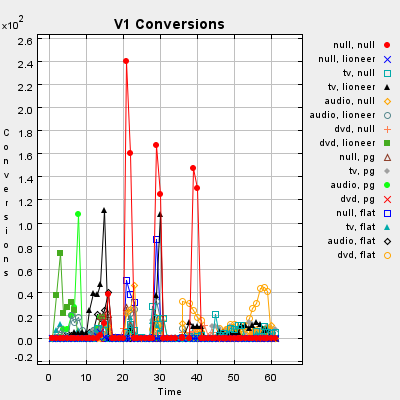 V1 Conversions
x10²
2.6
2.4
2.2
2.0
1.8
1.6
1.4
1.2
1.0
0.8
0.6
0.4
0.2
0.0
-0.2
Conversions
0 10 20 30 40 50 60
Time
null, null
null, lioneer
tv, null
tv, lioneer
audio, null
audio, lioneer
dvd, null
dvd, lioneer
null, pg
tv, pg
audio, pg
dvd, pg
null, flat
tv, flat
audio, flat
dvd, flat